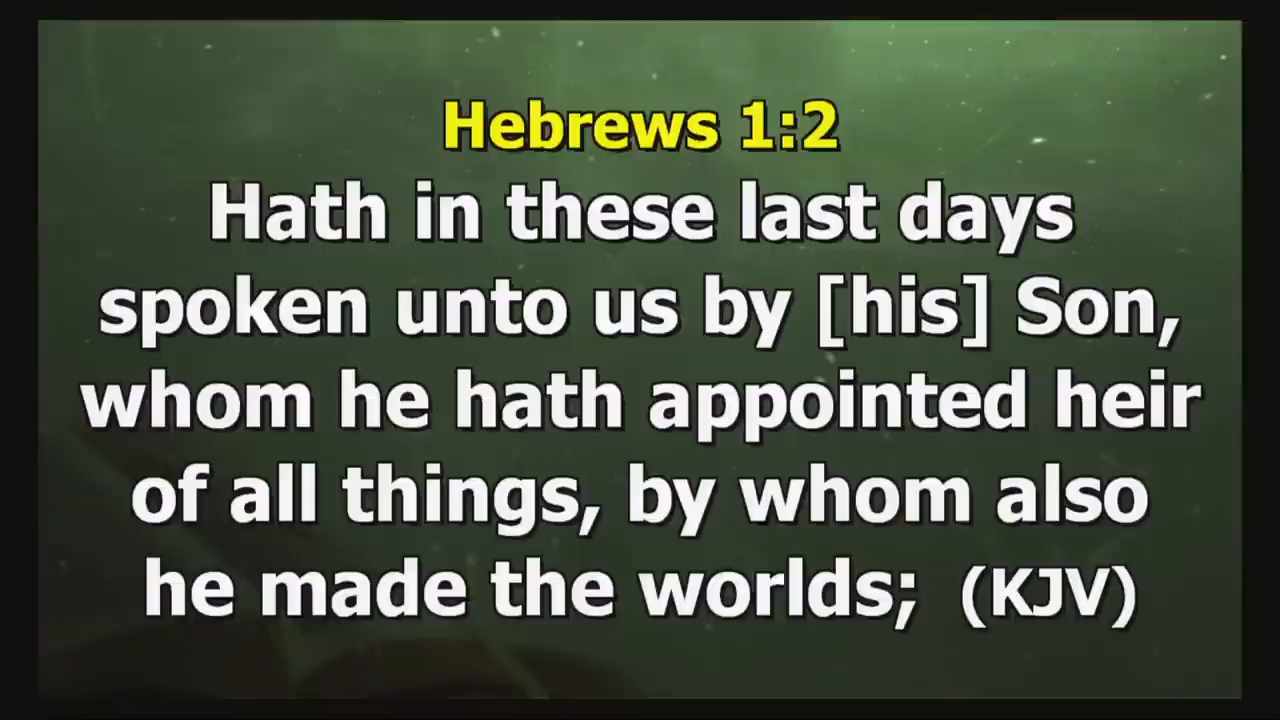 Hebrews 1:2
Hath in these last days
spoken unto us by [his] Son,
whom he hath appointed heir
of all things, by whom also
he made the worlds;  (KJV)